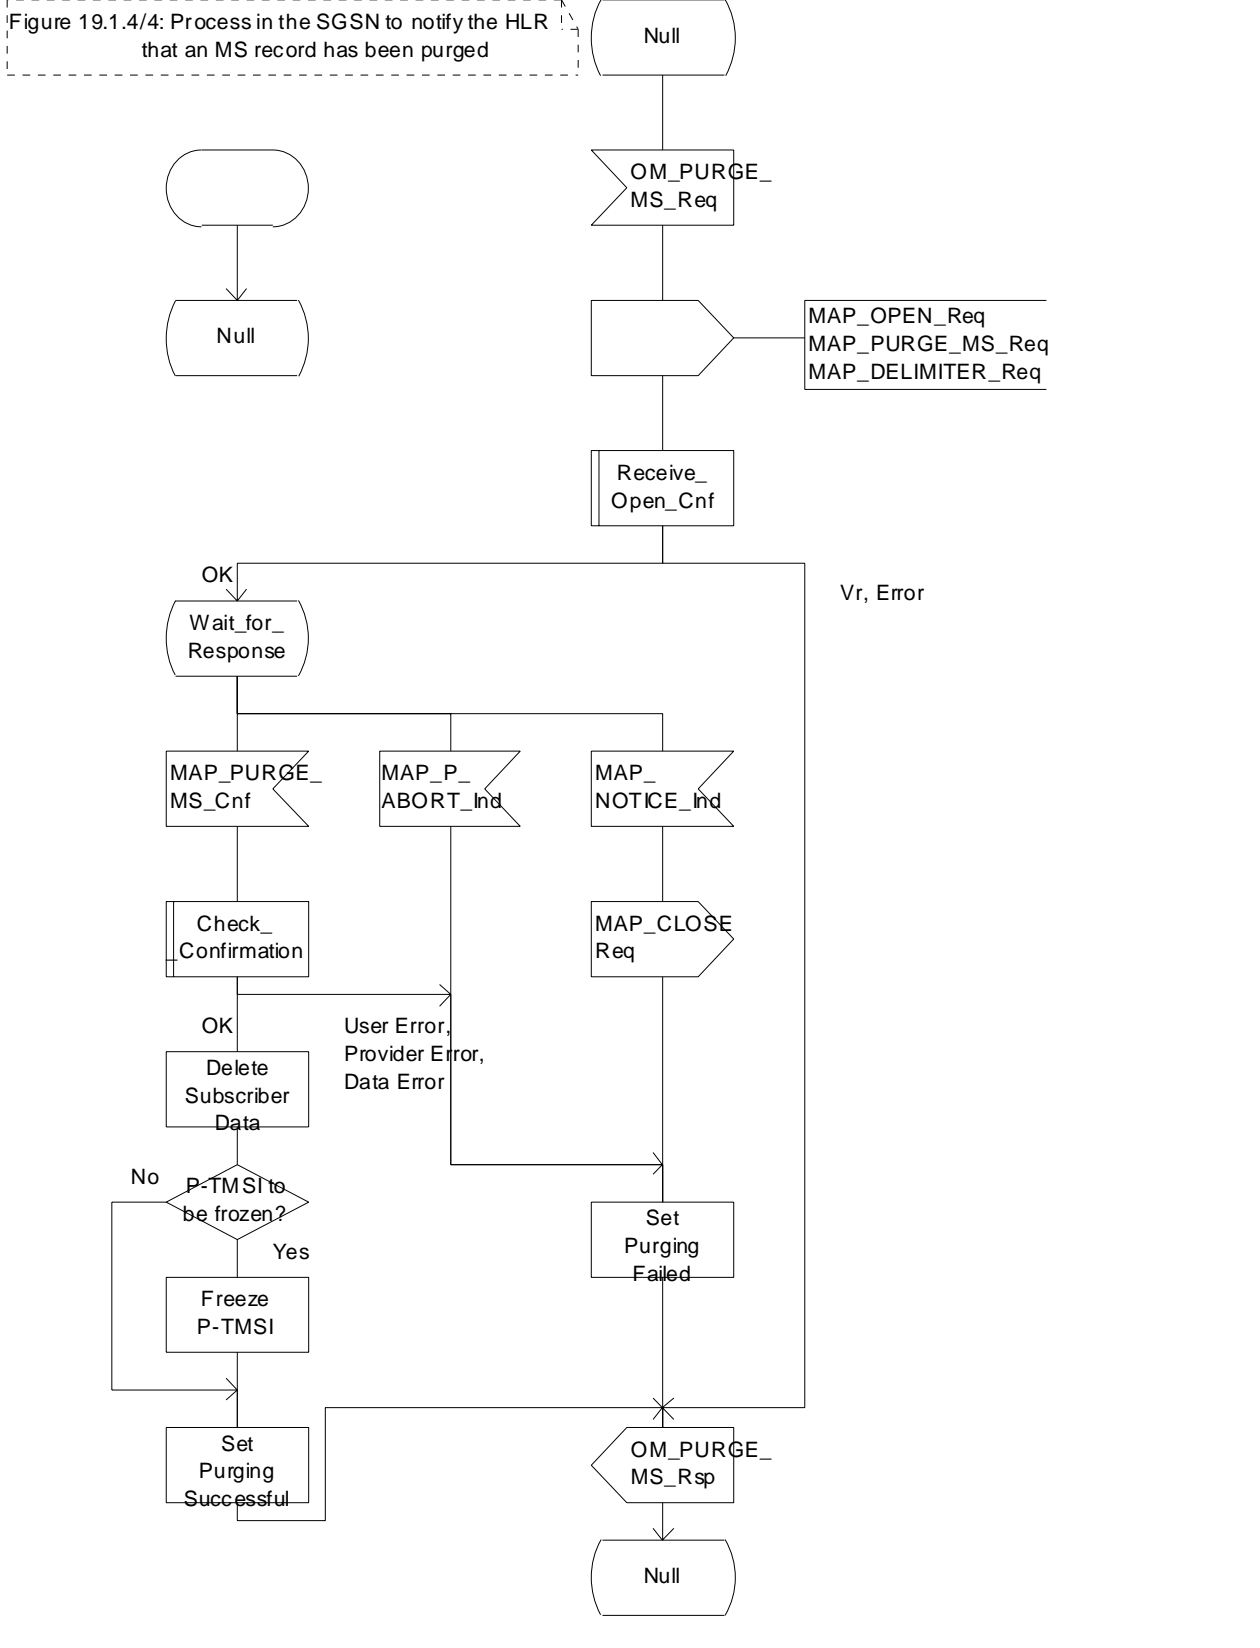 Figure 19.1.4/4: Process in the SGSN to notify the HLR
that an MS record has been purged
Null
OM_PURGE_
MS_Req
Null
MAP_OPEN_Req
MAP_PURGE_MS_Req
MAP_DELIMITER_Req
Receive_
Open_Cnf
OK
Vr, Error
Wait_for_
Response
MAP_PURGE_
MS_Cnf
MAP_P_
ABORT_Ind
MAP_
NOTICE_Ind
Check_
Confirmation
MAP_CLOSE_
Req
OK
User Error,
Provider Error,
Data Error
Delete
Subscriber
Data
No
P-TMSI to
be frozen?
Yes
Set
Purging
Failed
Freeze
P-TMSI
Set
Purging
Successful
OM_PURGE_
MS_Rsp
Null